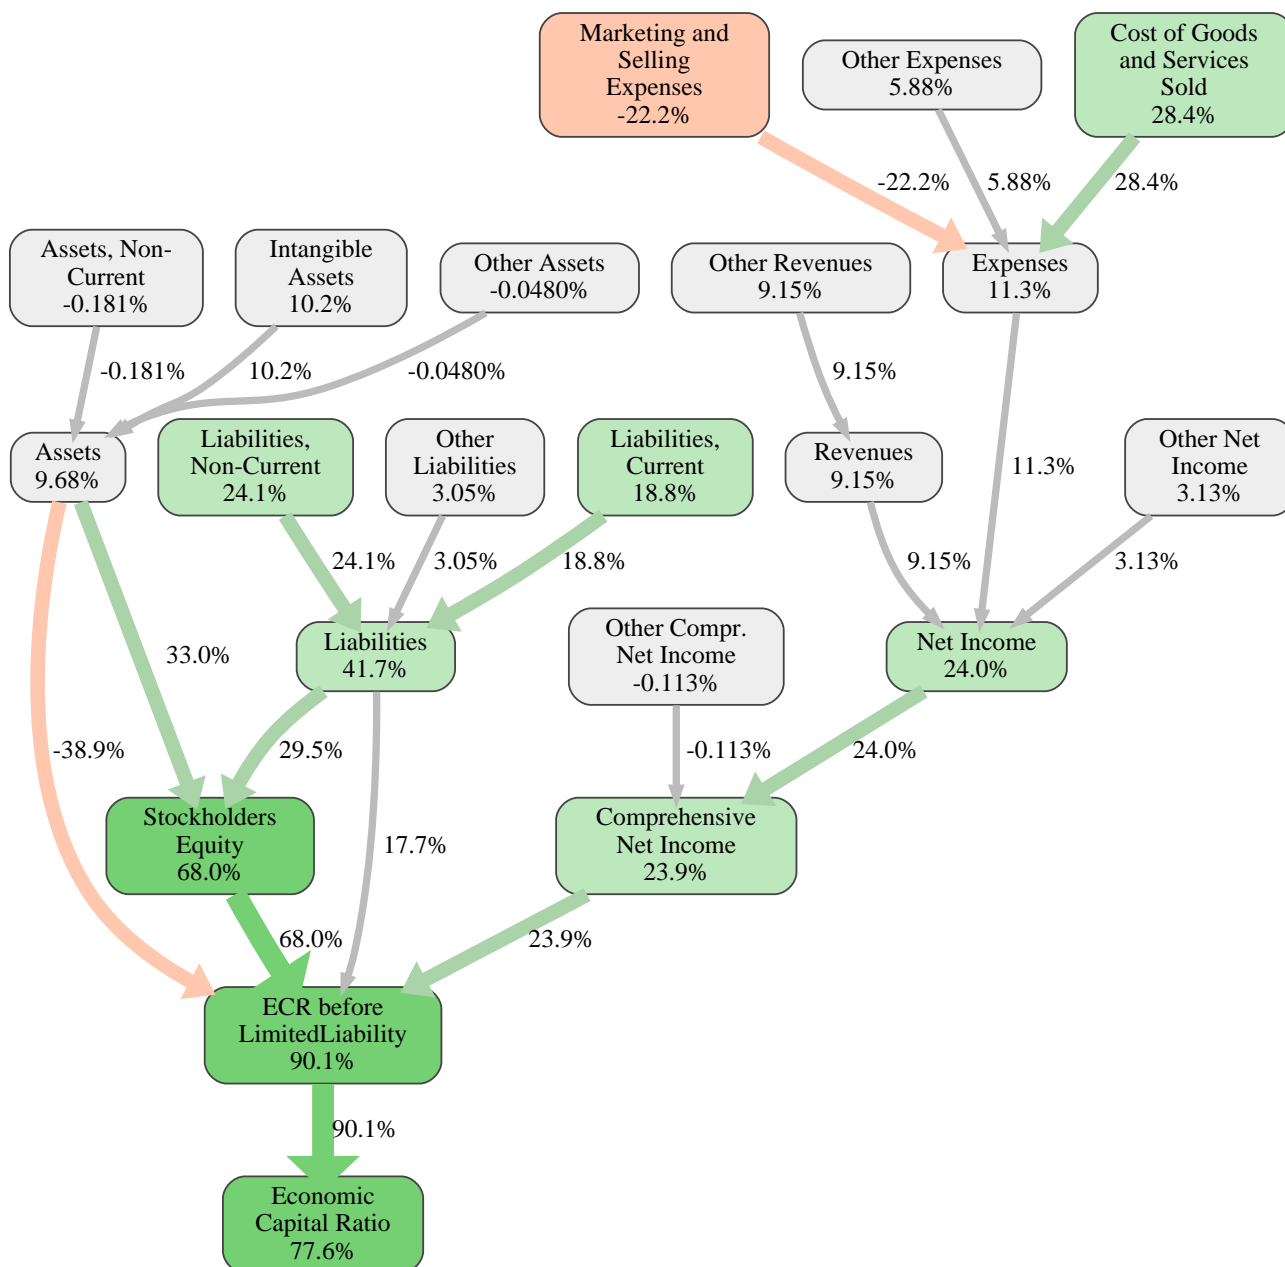 Marketing and
Selling
Expenses
-22.2%
Other Expenses
5.88%
Cost of Goods
and Services
Sold
28.4%
-22.2%
5.88%
28.4%
Assets, Non-
Current
-0.181%
Intangible
Assets
10.2%
Other Assets
-0.0480%
Other Revenues
9.15%
Expenses
11.3%
-0.181%
10.2%
-0.0480%
9.15%
11.3%
Assets
9.68%
Liabilities,
Non-Current
24.1%
Other
Liabilities
3.05%
Liabilities,
Current
18.8%
Revenues
9.15%
Other Net
Income
3.13%
24.1%
3.05%
18.8%
9.15%
3.13%
33.0%
Liabilities
41.7%
Other Compr.
Net Income
-0.113%
Net Income
24.0%
-38.9%
29.5%
-0.113%
24.0%
Stockholders
Equity
68.0%
17.7%
Comprehensive
Net Income
23.9%
68.0%
23.9%
ECR before
LimitedLiability
90.1%
90.1%
Economic
Capital Ratio
77.6%